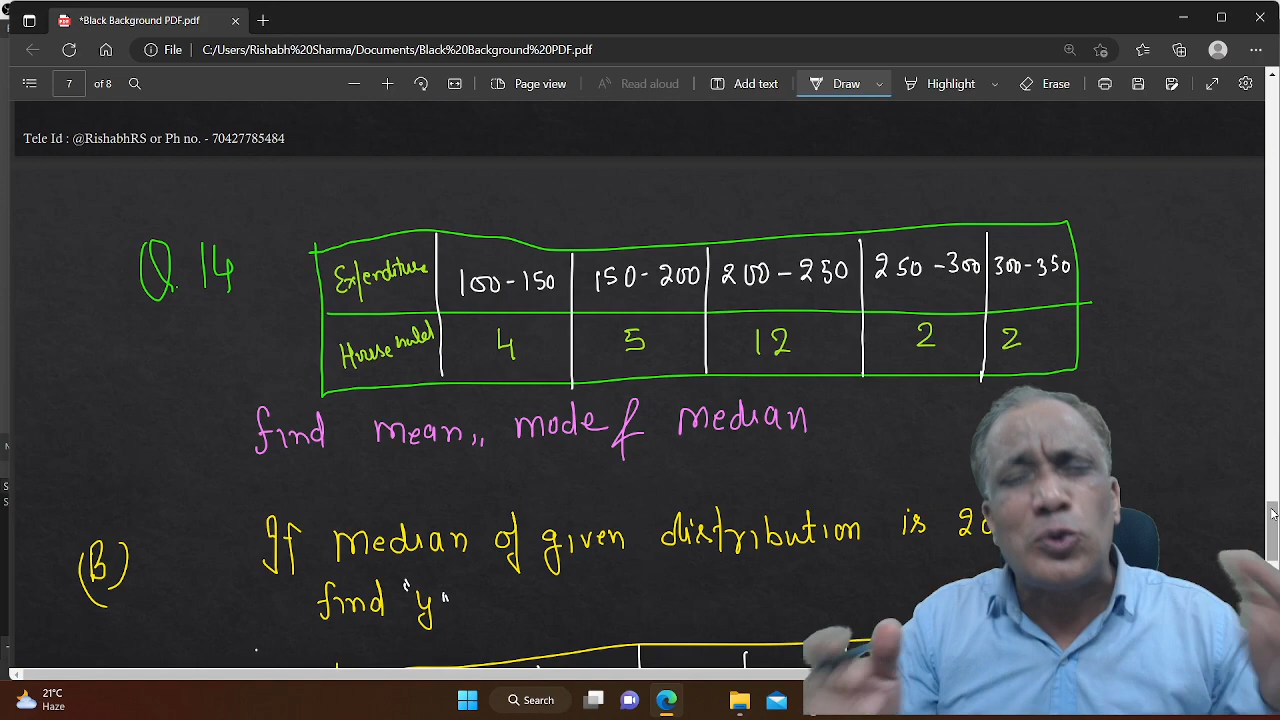 *Black Background PDF.pdf
File C:/Users/Rishabh%20Sharma/Documents/Black%20Background%20PDF.pdf
7 of 8 Page view Read aloud Add text Draw Highlight Erase
Tele Id : @RishabhRS or Ph no. - 70427785484
Q. 14
Expenditure 100-150 150-200 200-250 250-300 300-350
4 5 12 2 2
find mean,, mode & median
(B) If median of given distribution is
find "y"
21°C
Haze
Search